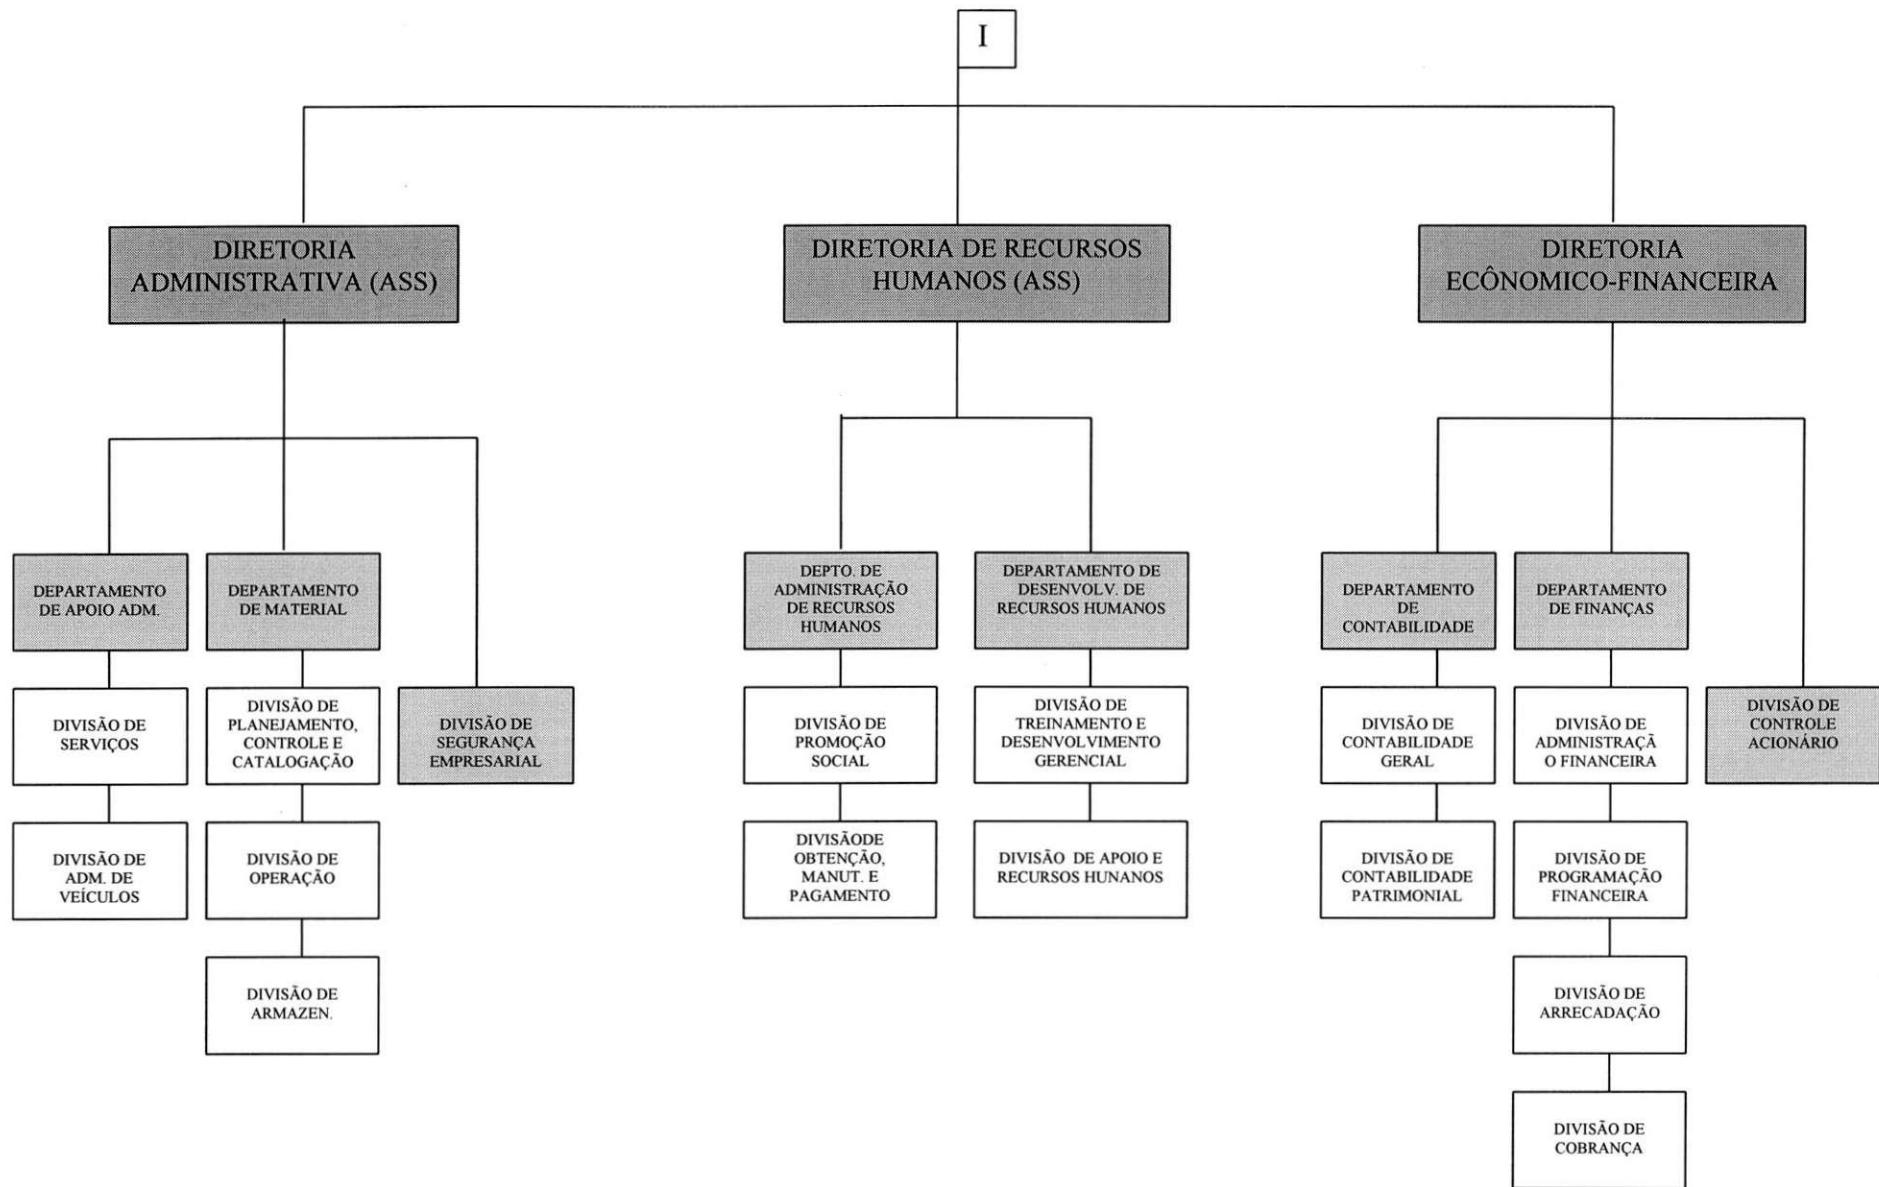 I
DIRETORIA
ADMINISTRATIVA (ASS)
DIRETORIA DE RECURSOS
HUMANOS (ASS)
DIRETORIA
ECÔNOMICO-FINANCEIRA
DEPARTAMENTO
DE APOIO ADM.
DEPARTAMENTO
DE MATERIAL
DEPTO. DE
ADMINISTRAÇÃO
DE RECURSOS
HUMANOS
DEPARTAMENTO DE
DESENVOLV. DE
RECURSOS HUMANOS
DEPARTAMENTO
DE
CONTABILIDADE
DEPARTAMENTO
DE FINANÇAS
DIVISÃO DE
SERVIÇOS
DIVISÃO DE
PLANEJAMENTO,
CONTROLE E
CATALOGAÇÃO
DIVISÃO DE
SEGURANÇA
EMPRESARIAL
DIVISÃO DE
PROMOÇÃO
SOCIAL
DIVISÃO DE
TREINAMENTO E
DESENVOLVIMENTO
GERENCIAL
DIVISÃO DE
CONTABILIDADE
GERAL
DIVISÃO DE
ADMINISTRAÇÃ
O FINANCEIRA
DIVISÃO DE
CONTROLE
ACIONÁRIO
DIVISÃO DE
ADM. DE
VEÍCULOS
DIVISÃO DE
OPERAÇÃO
DIVISÃODE
OBTENÇÃO,
MANUT. E
PAGAMENTO
DIVISÃO DE APOIO E
RECURSOS HUNANOS
DIVISÃO DE
CONTABILIDADE
PATRIMONIAL
DIVISÃO DE
PROGRAMAÇÃO
FINANCEIRA
DIVISÃO DE
ARMAZEN.
DIVISÃO DE
ARRECADAÇÃO
DIVISÃO DE
COBRANÇA